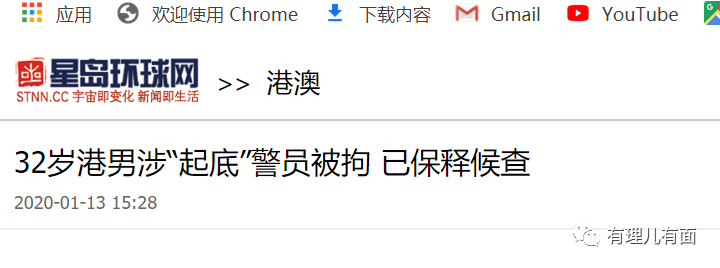 应用 欢迎使用 Chrome 下载内容 Gmail YouTube
星岛环球网 >> 港澳
STNN.CC 宇宙即变化 新闻即生活
32岁港男涉“起底”警员被拘 已保释候查
2020-01-13 15:28
有理儿有面